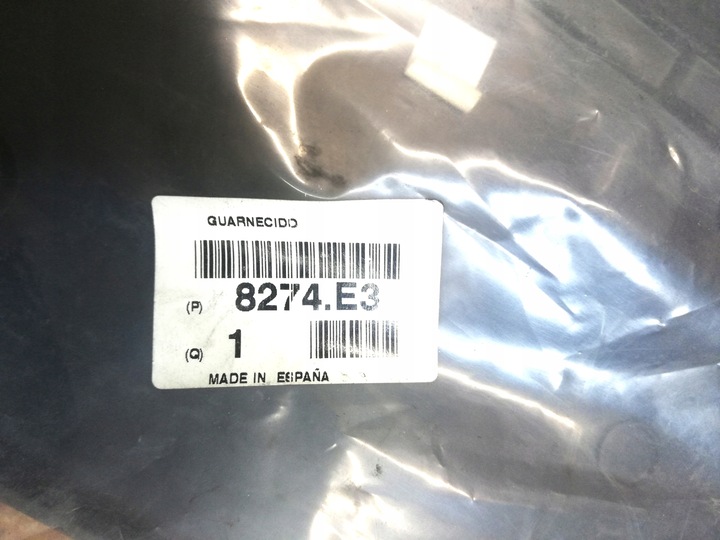 GUARNECIDO
(P) 8274.E3
(Q) 1
MADE IN ESPAÑA